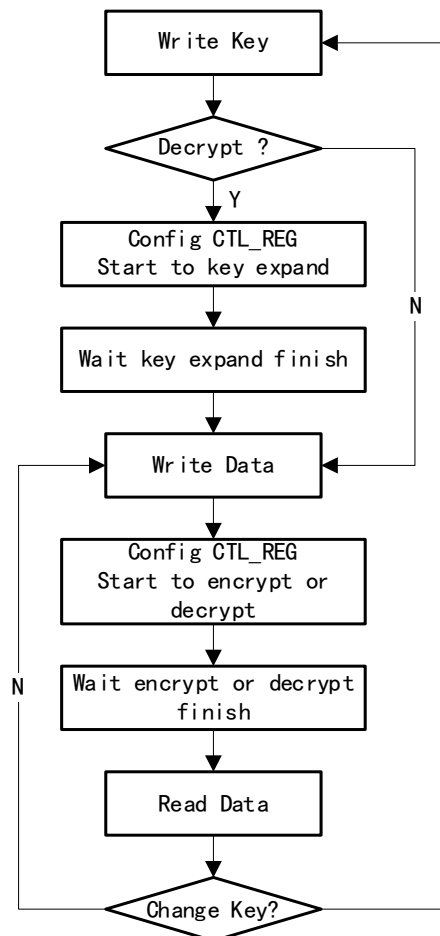 Write Key
Decrypt ?
Y
Config CTL_REG
Start to key expand
N
Wait key expand finish
Write Data
Config CTL_REG
Start to encrypt or
decrypt
N
Wait encrypt or decrypt
finish
Read Data
Change Key?